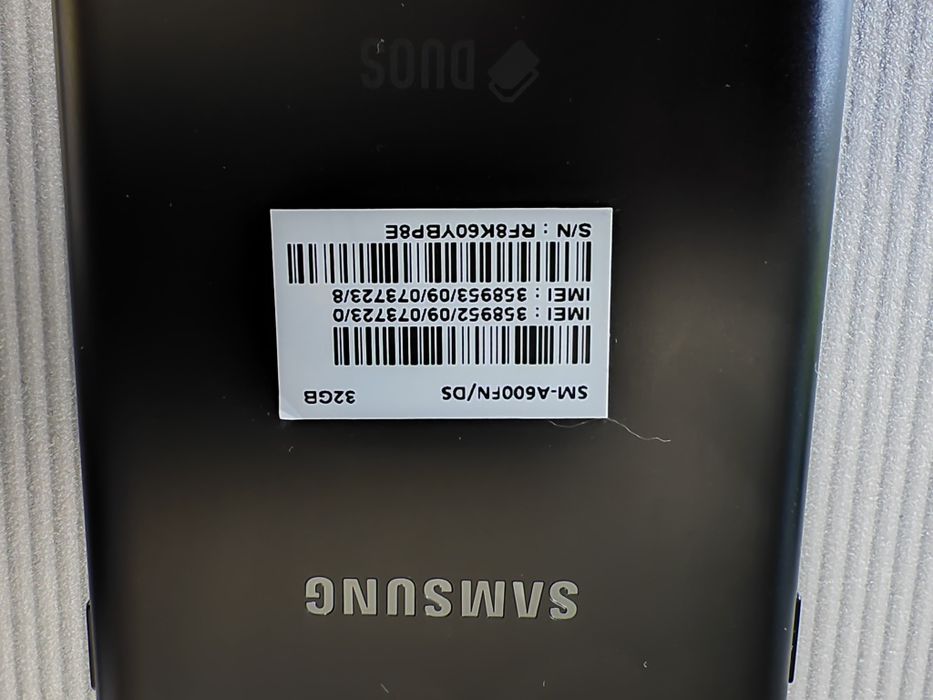 SAMSUNG
SM-A600FN/DS 32GB
IMEI : 358952/09/073723/0
IMEI : 358953/09/073723/8
S/N : RF8K60YBP8E
DUOS